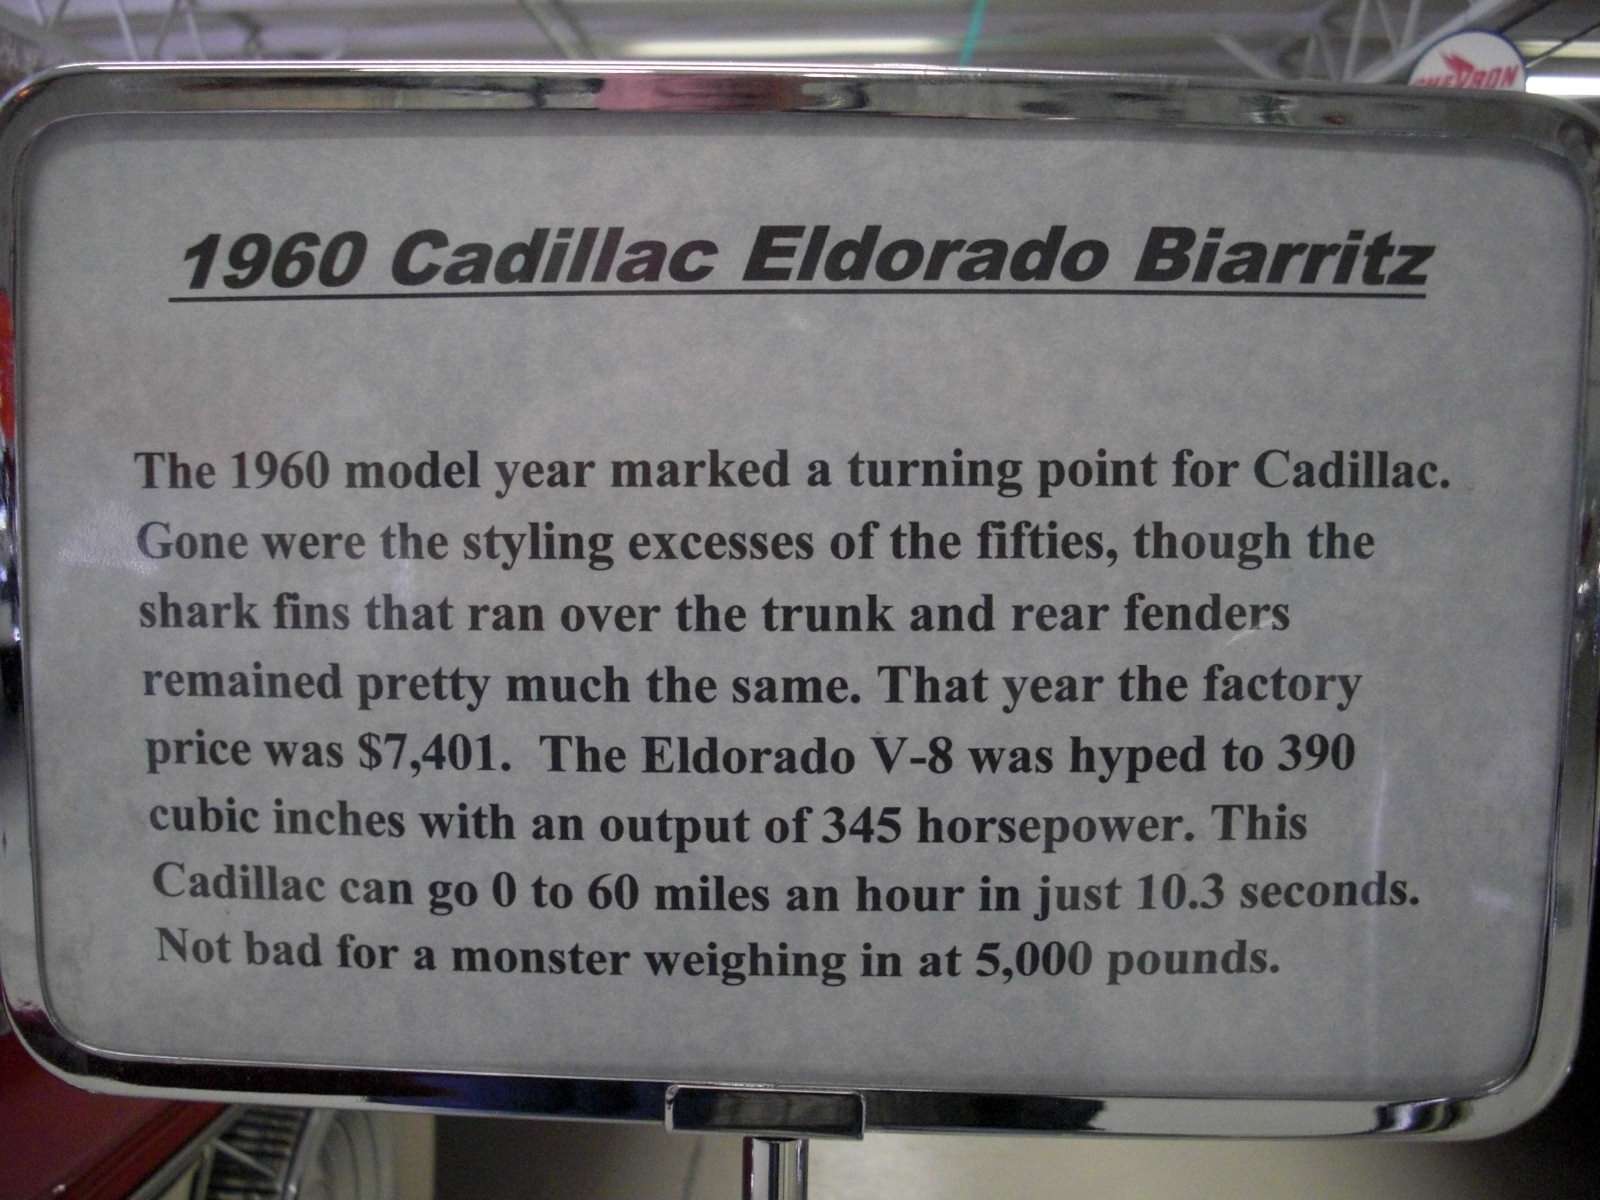 CHEVRON
1960 Cadillac Eldorado Biarritz
The 1960 model year marked a turning point for Cadillac.
Gone were the styling excesses of the fifties, though the
shark fins that ran over the trunk and rear fenders
remained pretty much the same. That year the factory
price was $7,401. The Eldorado V-8 was hyped to 390
cubic inches with an output of 345 horsepower. This
Cadillac can go 0 to 60 miles an hour in just 10.3 seconds.
Not bad for a monster weighing in at 5,000 pounds.